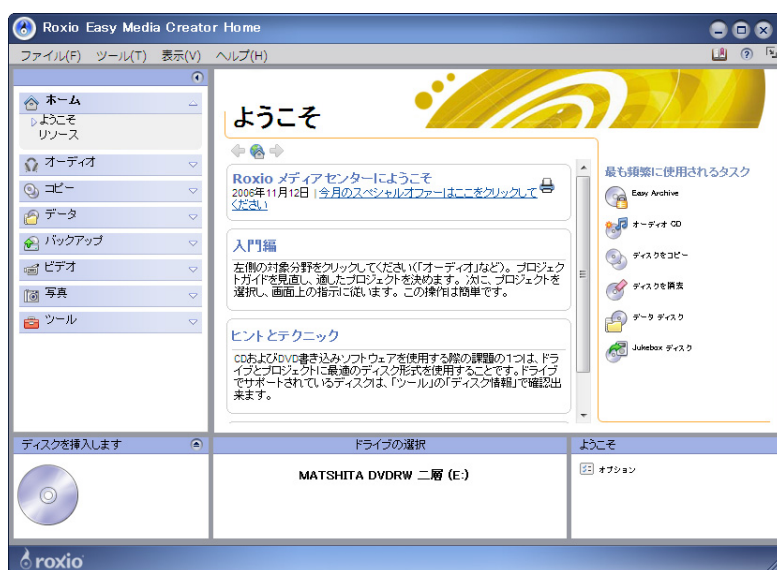 Roxio Easy Media Creator Home
ファイル(F) ツール(T) 表示(V) ヘルプ(H)
ホーム
ようこそ
リソース
オーディオ
コピー
データ
バックアップ
ビデオ
写真
ツール
ようこそ
Roxio メディアセンターにようこそ
2006年11月12日 | 今月のスペシャルオファーはここをクリックして
ください
入門編
左側の対象分野をクリックしてください(「オーディオ」など)。プロジェク
トガイドを見直し、適したプロジェクトを決めます。次に、プロジェクトを
選択し、画面上の指示に従います。この操作は簡単です。
ヒントとテクニック
CDおよびDVD書き込みソフトウェアを使用する際の課題の1つは、ドラ
イブとプロジェクトに最適のディスク形式を使用することです。ドライブ
でサポートされているディスクは、「ツール」の「ディスク情報」で確認出
来ます。
最も頻繁に使用されるタスク
Easy Archive
オーディオ CD
ディスクをコピー
ディスクを消去
データ ディスク
Jukebox ディスク
ディスクを挿入します
ドライブの選択
MATSHITA DVDRW 二層 (E:)
ようこそ
オプション
roxio